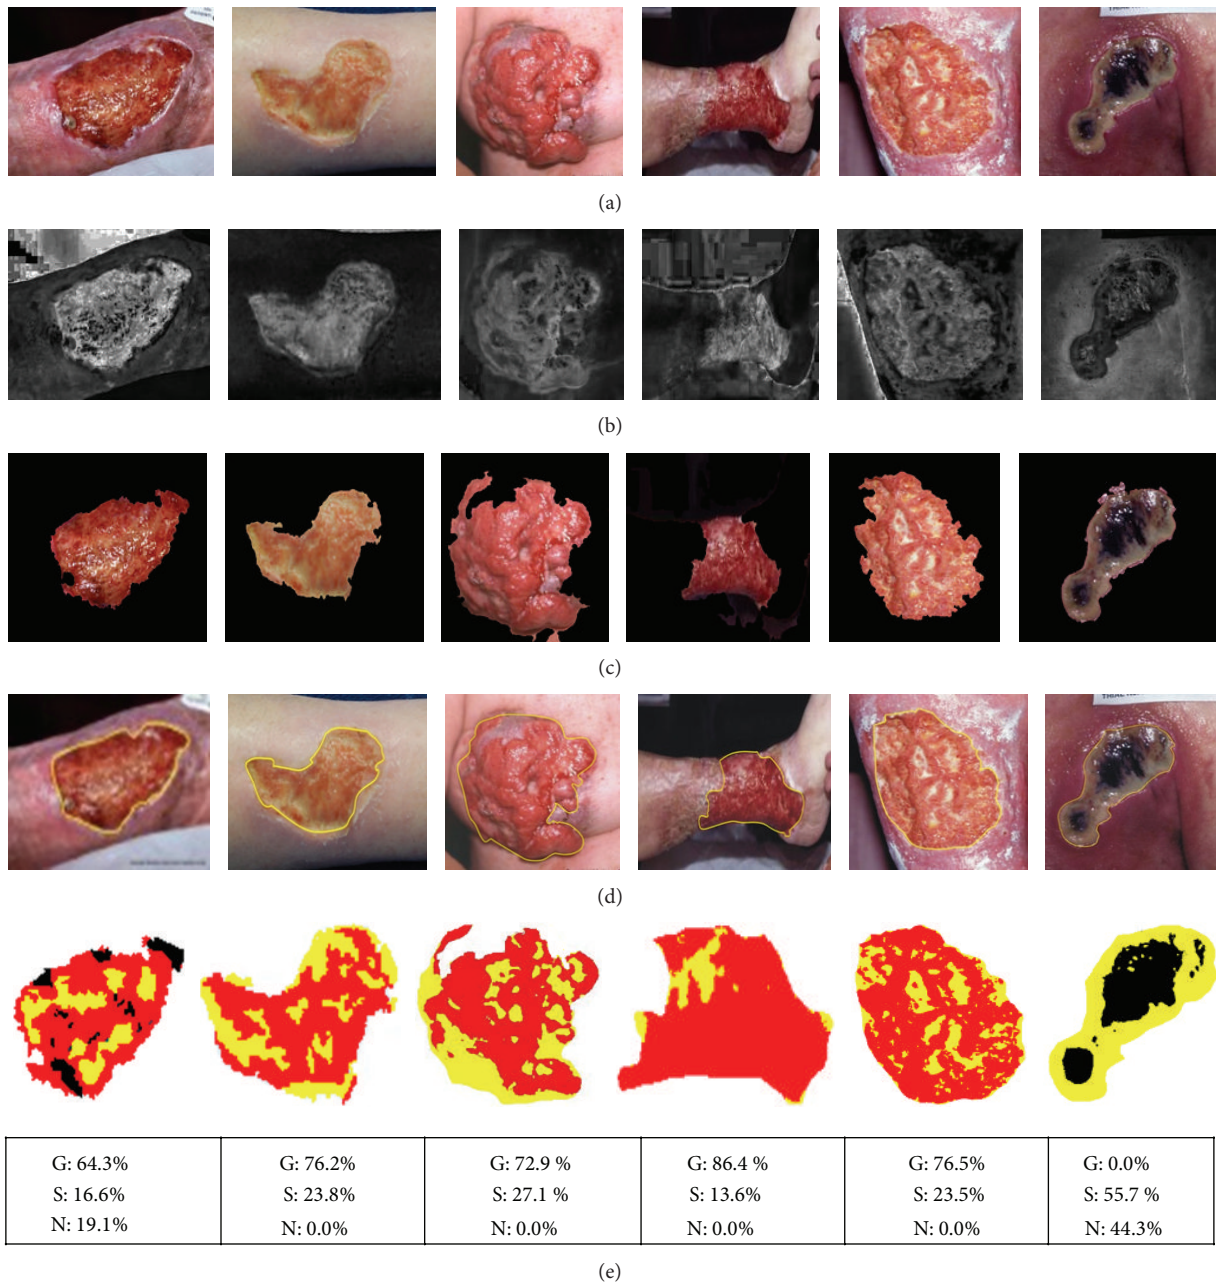 (a)
(b)
(c)
(d)
(e)
G: 64.3%
S: 16.6%
N: 19.1%
G: 76.2%
S: 23.8%
N: 0.0%
G: 72.9 %
S: 27.1 %
N: 0.0%
G: 86.4 %
S: 13.6%
N: 0.0%
G: 76.5%
S: 23.5%
N: 0.0%
G: 0.0%
S: 55.7 %
N: 44.3%